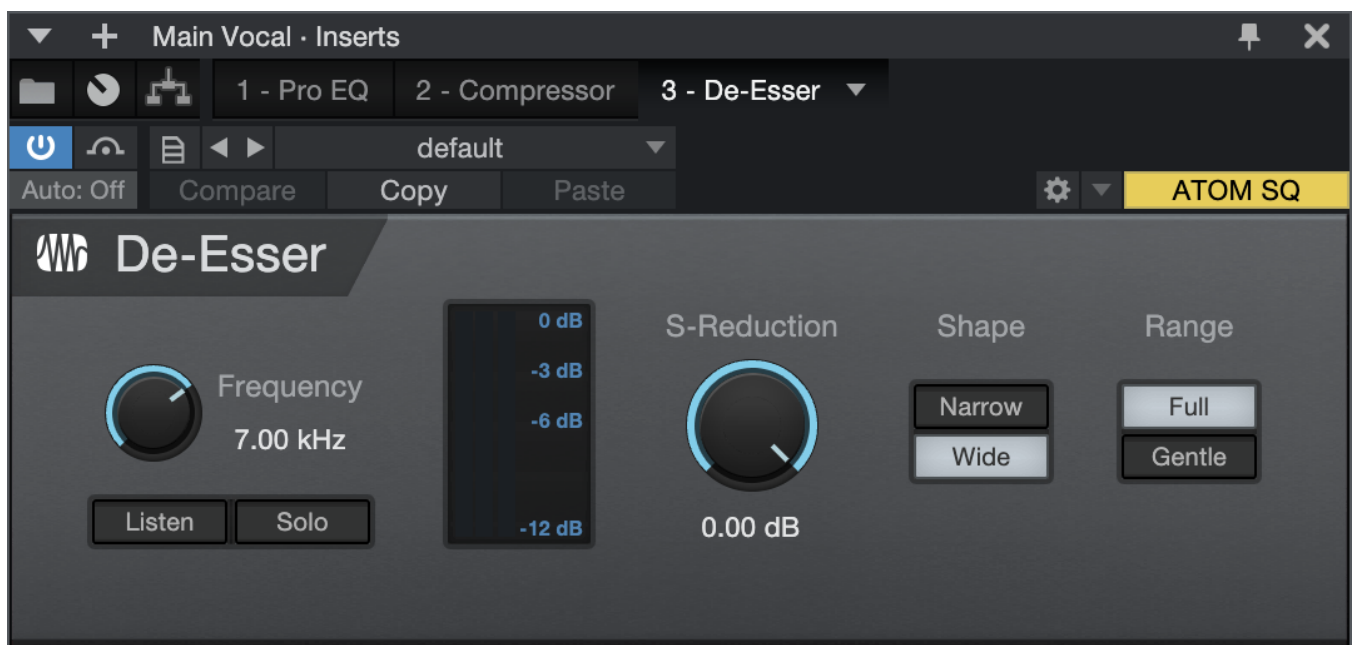 Main Vocal · Inserts
1 - Pro EQ 2 - Compressor 3 - De-Esser
default
Auto: Off Compare Copy Paste ATOM SQ
De-Esser
Frequency
7.00 kHz
Listen Solo
0 dB
-3 dB
-6 dB
-12 dB
S-Reduction
0.00 dB
Shape
Narrow
Wide
Range
Full
Gentle